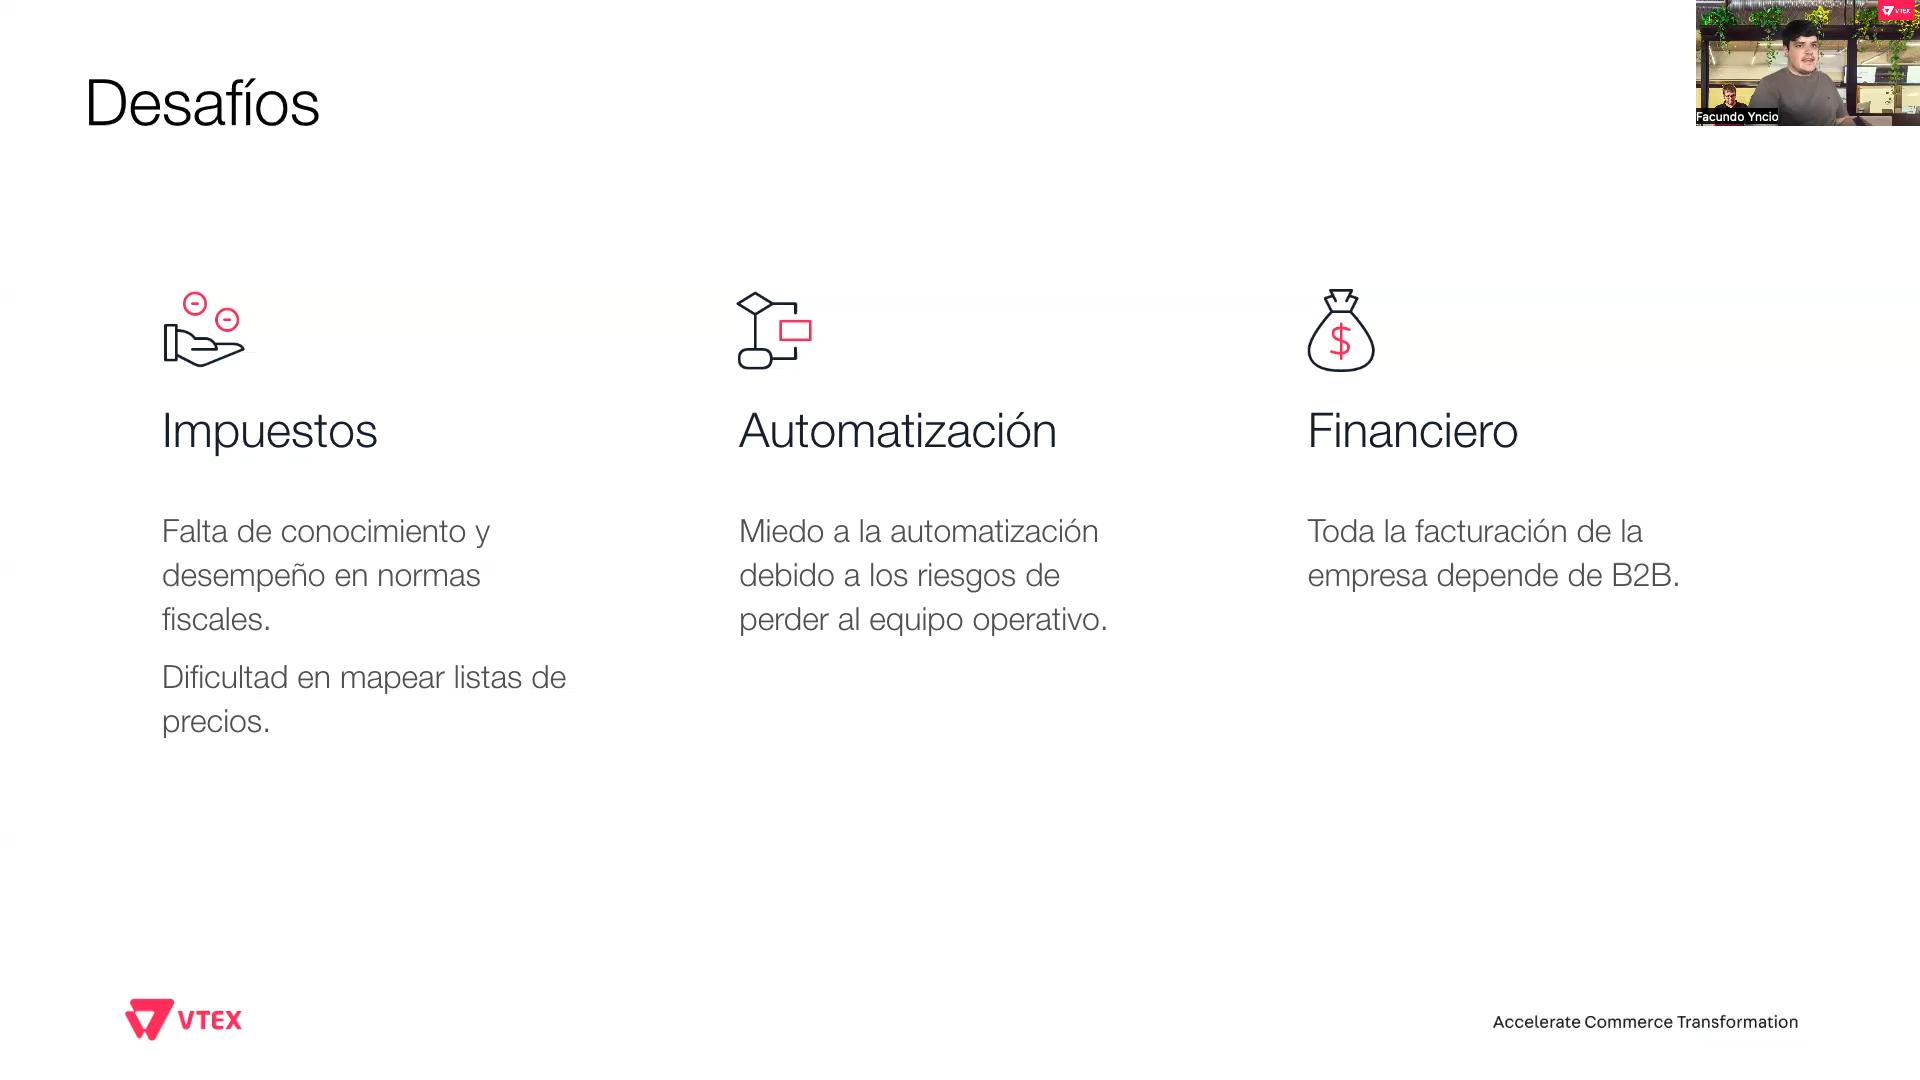 Desafíos
VTEX
Facundo Yncio
$
Impuestos
Falta de conocimiento y
desempeño en normas
fiscales.
Dificultad en mapear listas de
precios.
Automatización
Miedo a la automatización
debido a los riesgos de
perder al equipo operativo.
Financiero
Toda la facturación de la
empresa depende de B2B.
VTEX
Accelerate Commerce Transformation